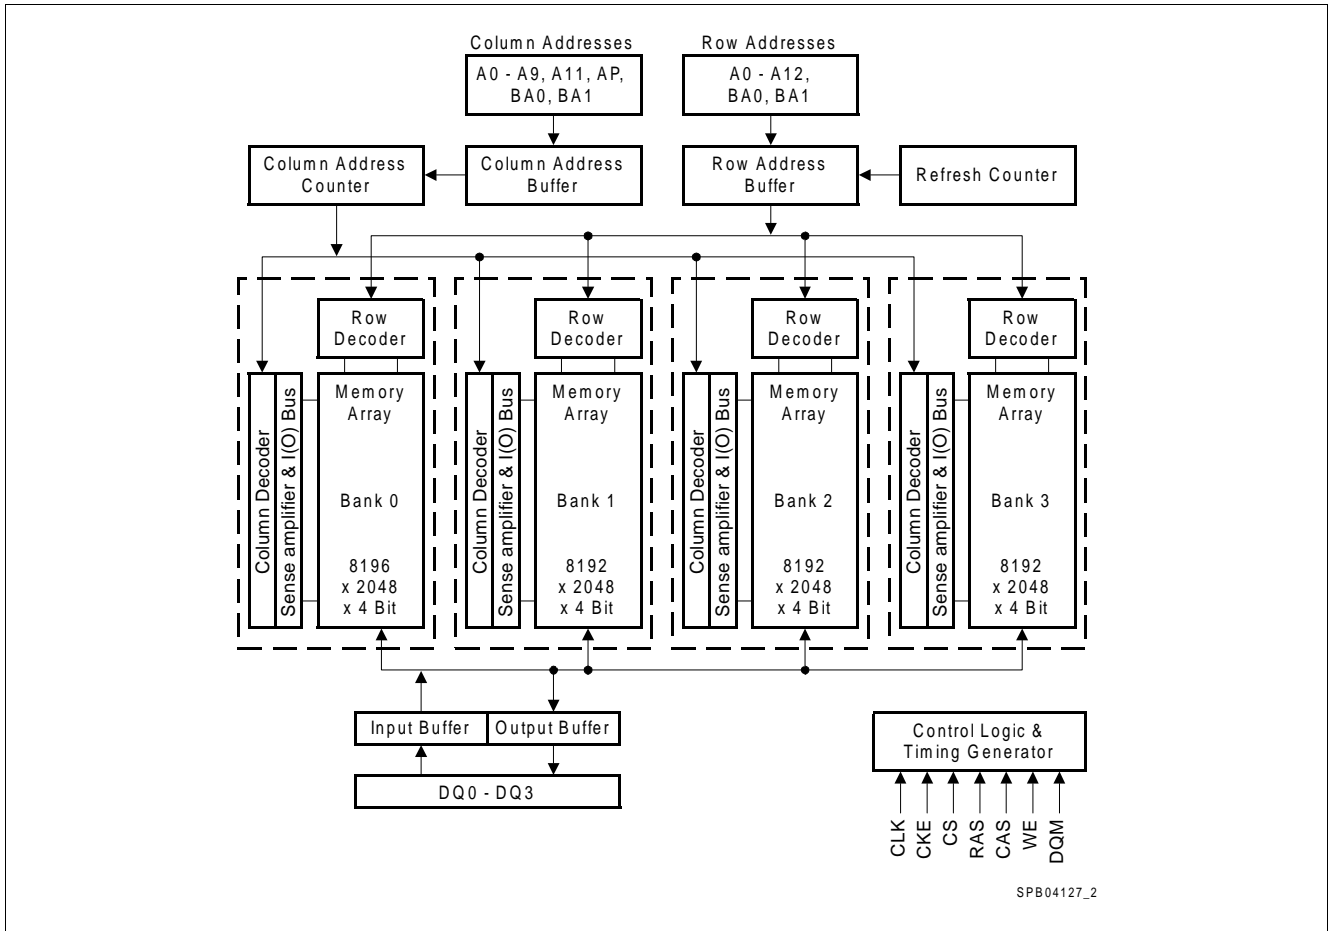 Column Addresses
A0 - A9, A11, AP,
BA0, BA1
Row Addresses
A0 - A12,
BA0, BA1
Column Address
Counter
Column Address
Buffer
Row Address
Buffer
Refresh Counter
Row
Decoder
Row
Decoder
Row
Decoder
Row
Decoder
Column Decoder
Sense amplifier & I(O) Bus
Memory
Array
Bank 0
8196
x 2048
x 4 Bit
Column Decoder
Sense amplifier & I(O) Bus
Memory
Array
Bank 1
8192
x 2048
x 4 Bit
Column Decoder
Sense amplifier & I(O) Bus
Memory
Array
Bank 2
8192
x 2048
x 4 Bit
Column Decoder
Sense amplifier & I(O) Bus
Memory
Array
Bank 3
8192
x 2048
x 4 Bit
Input Buffer
Output Buffer
DQ0 - DQ3
Control Logic &
Timing Generator
CLK
CKE
CS
RAS
CAS
WE
DQM
SPB04127_2